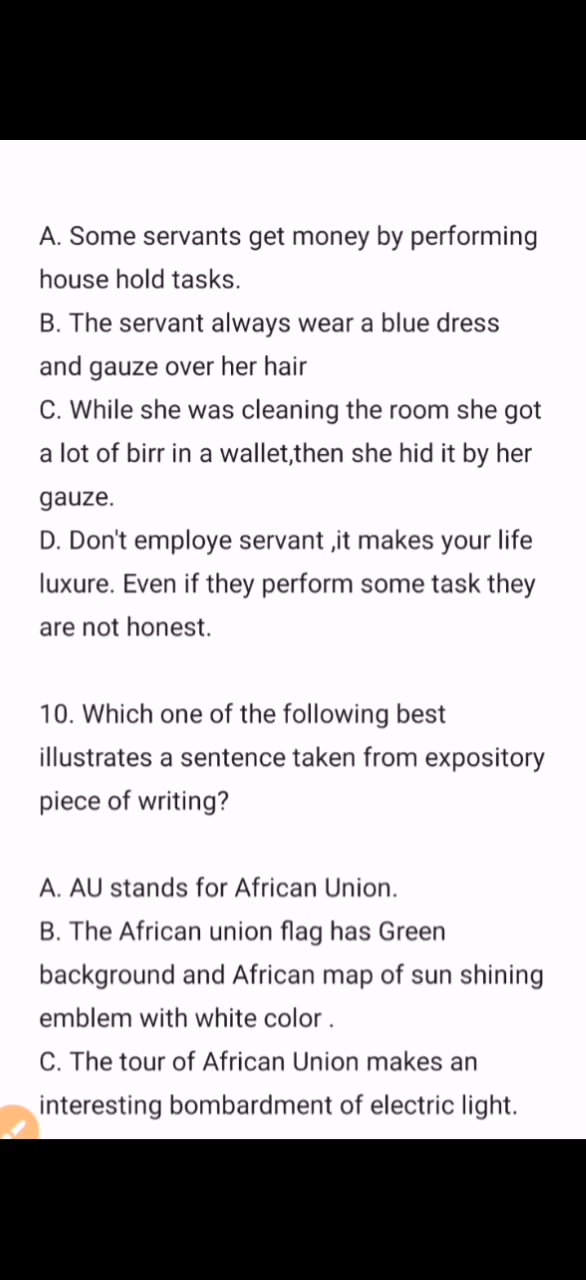 A. Some servants get money by performing
house hold tasks.
B. The servant always wear a blue dress
and gauze over her hair
C. While she was cleaning the room she got
a lot of birr in a wallet,then she hid it by her
gauze.
D. Don't employe servant ,it makes your life
luxure. Even if they perform some task they
are not honest.
10. Which one of the following best
illustrates a sentence taken from expository
piece of writing?
A. AU stands for African Union.
B. The African union flag has Green
background and African map of sun shining
emblem with white color .
C. The tour of African Union makes an
interesting bombardment of electric light.